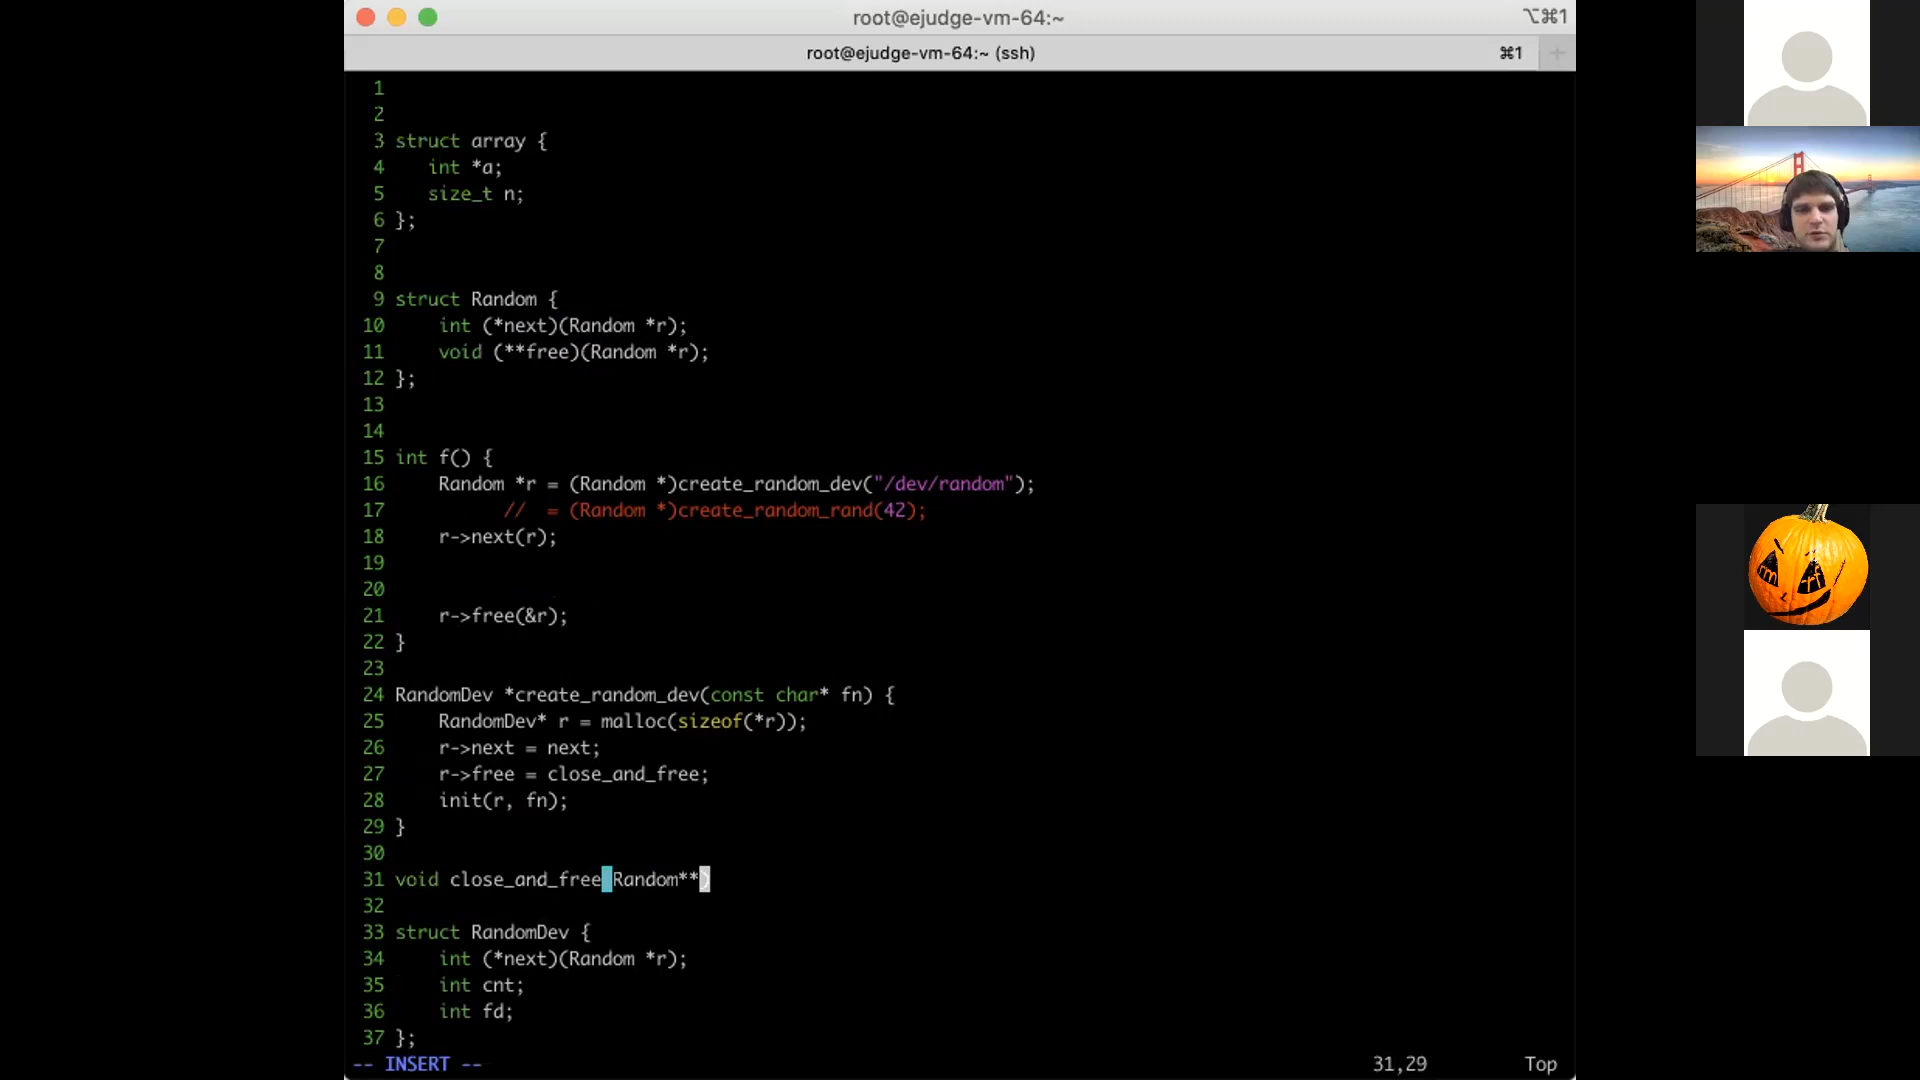 root@ejudge-vm-64:~
⌥⌘1
root@ejudge-vm-64:~ (ssh)
⌘1
+
1
2
3 struct array {
4    int *a;
5    size_t n;
6 };
7
8
9 struct Random {
10     int (*next)(Random *r);
11     void (**free)(Random *r);
12 };
13
14
15 int f() {
16     Random *r = (Random *)create_random_dev("/dev/random");
17           //  = (Random *)create_random_rand(42);
18     r->next(r);
19
20
21     r->free(&r);
22 }
23
24 RandomDev *create_random_dev(const char* fn) {
25     RandomDev* r = malloc(sizeof(*r));
26     r->next = next;
27     r->free = close_and_free;
28     init(r, fn);
29 }
30
31 void close_and_free(Random**)
32
33 struct RandomDev {
34     int (*next)(Random *r);
35     int cnt;
36     int fd;
37 };
-- INSERT --
31,29
Top
rm -rf